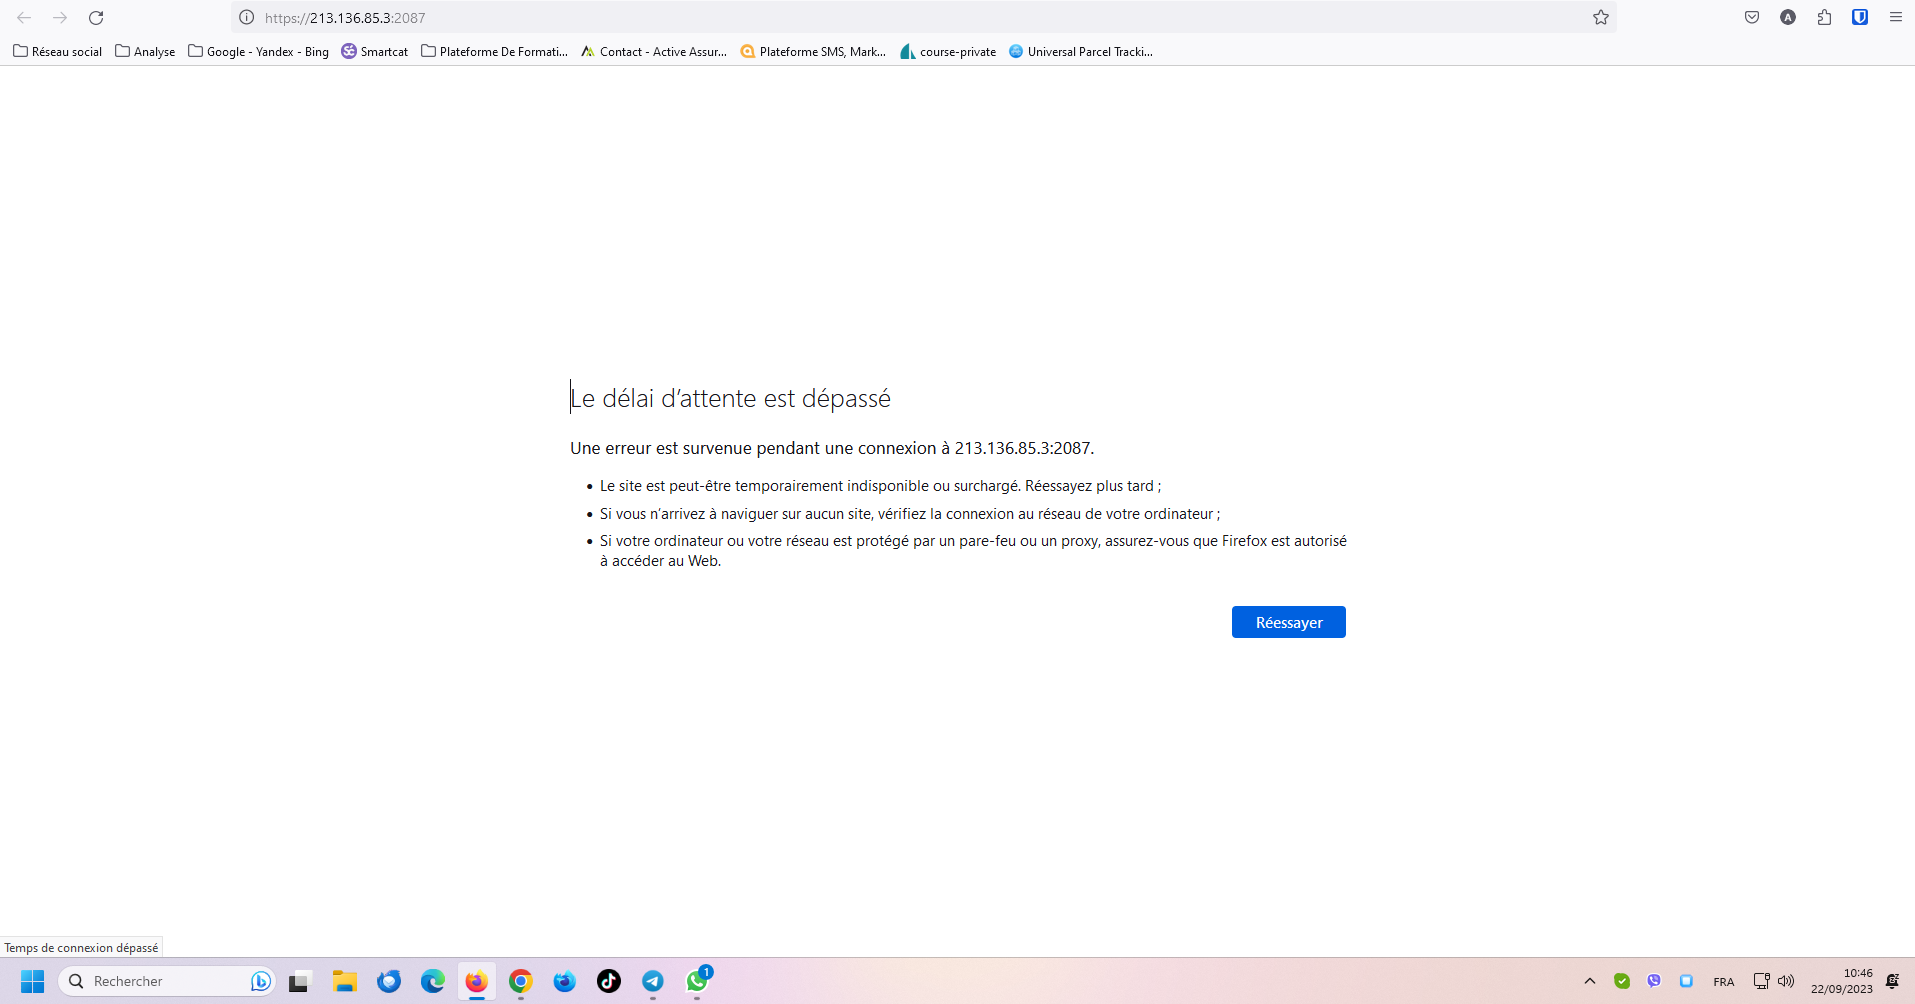 https://213.136.85.3:2087
Réseau social Analyse Google - Yandex - Bing Smartcat Plateforme De Formati... Contact - Active Assur... Plateforme SMS, Mark... course-private Universal Parcel Tracki...
Le délai d’attente est dépassé
Une erreur est survenue pendant une connexion à 213.136.85.3:2087.
• Le site est peut-être temporairement indisponible ou surchargé. Réessayez plus tard ;
• Si vous n’arrivez à naviguer sur aucun site, vérifiez la connexion au réseau de votre ordinateur ;
• Si votre ordinateur ou votre réseau est protégé par un pare-feu ou un proxy, assurez-vous que Firefox est autorisé
à accéder au Web.
Réessayer
Temps de connexion dépassé
Rechercher
1
FRA
10:46
22/09/2023